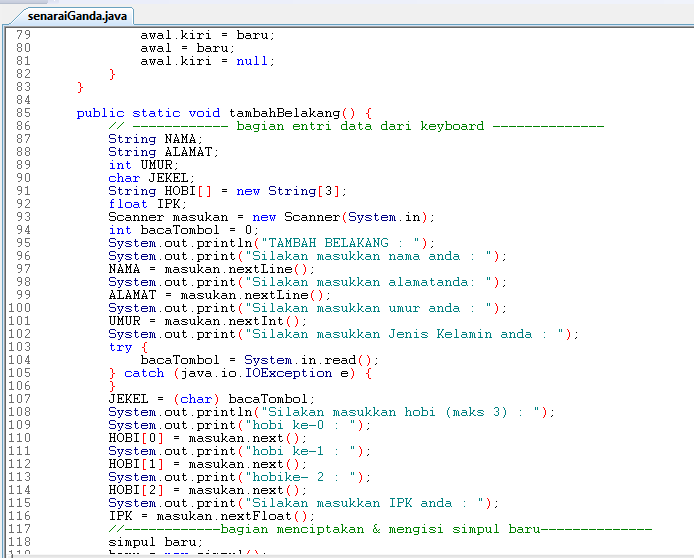 senaraiGanda.java
79 awal.kiri = baru;
80 awal = baru;
81 awal.kiri = null;
82 }
83 }
84
85 public static void tambahBelakang() {
86 // ------------ bagian entri data dari keyboard --------------
87 String NAMA;
88 String ALAMAT;
89 int UMUR;
90 char JEKEL;
91 String HOBI[] = new String[3];
92 float IPK;
93 Scanner masukan = new Scanner(System.in);
94 int bacaTombol = 0;
95 System.out.println("TAMBAH BELAKANG : ");
96 System.out.print("Silakan masukkan nama anda : ");
97 NAMA = masukan.nextLine();
98 System.out.print("Silakan masukkan alamatanda: ");
99 ALAMAT = masukan.nextLine();
100 System.out.print("Silakan masukkan umur anda : ");
101 UMUR = masukan.nextInt();
102 System.out.print("Silakan masukkan Jenis Kelamin anda : ");
103 try {
104 bacaTombol = System.in.read();
105 } catch (java.io.IOException e) {
106 }
107 JEKEL = (char) bacaTombol;
108 System.out.println("Silakan masukkan hobi (maks 3) : ");
109 System.out.print("hobi ke-0 : ");
110 HOBI[0] = masukan.next();
111 System.out.print("hobi ke-1 : ");
112 HOBI[1] = masukan.next();
113 System.out.print("hobike- 2 : ");
114 HOBI[2] = masukan.next();
115 System.out.print("Silakan masukkan IPK anda : ");
116 IPK = masukan.nextFloat();
117 //------------bagian menciptakan & mengisi simpul baru--------------
118 simpul baru;